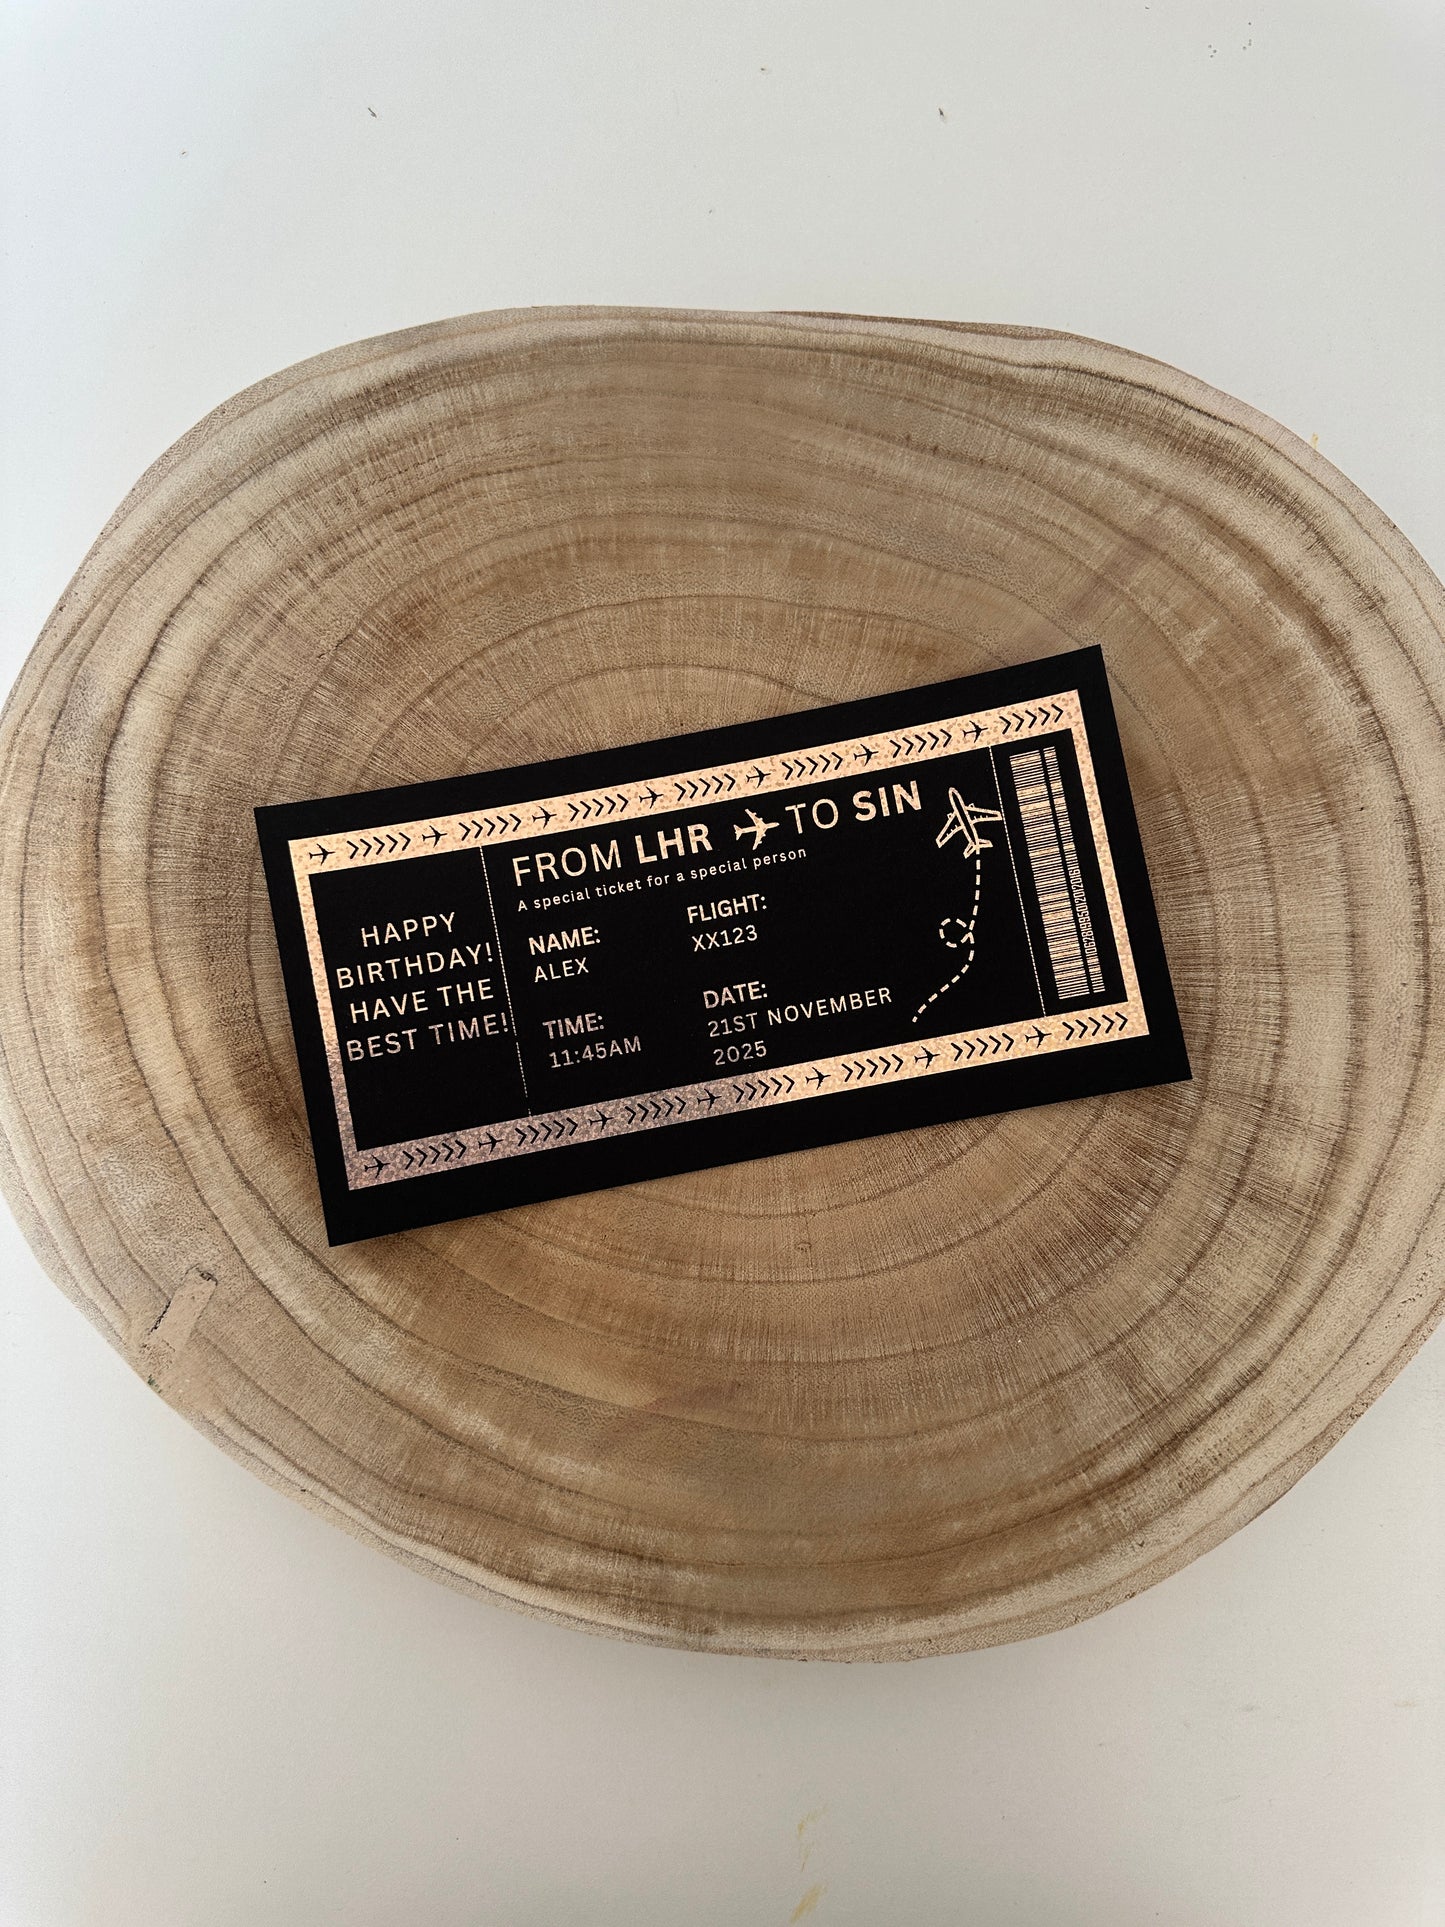 HAPPY
BIRTHDAY!
HAVE THE
BEST TIME!
FROM LHR TO SIN
A special ticket for a special person
NAME:
ALEX
FLIGHT:
XX123
TIME:
11:45AM
DATE:
21ST NOVEMBER
2025